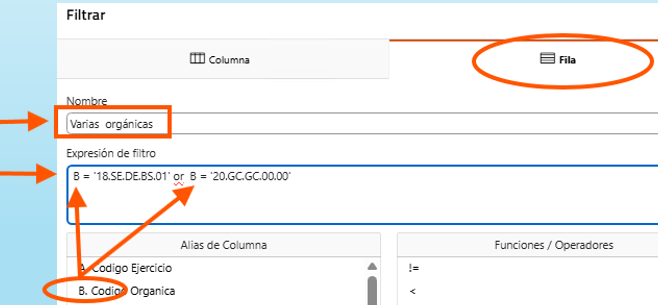 Filtrar
Columna
Fila
Nombre
Varias orgánicas
Expresión de filtro
B = '18.SE.DE.BS.01' or B = '20.GC.GC.00.00'
Alias de Columna
Funciones / Operadores
A. Codigo Ejercicio
!=
B. Codigo Organica
<